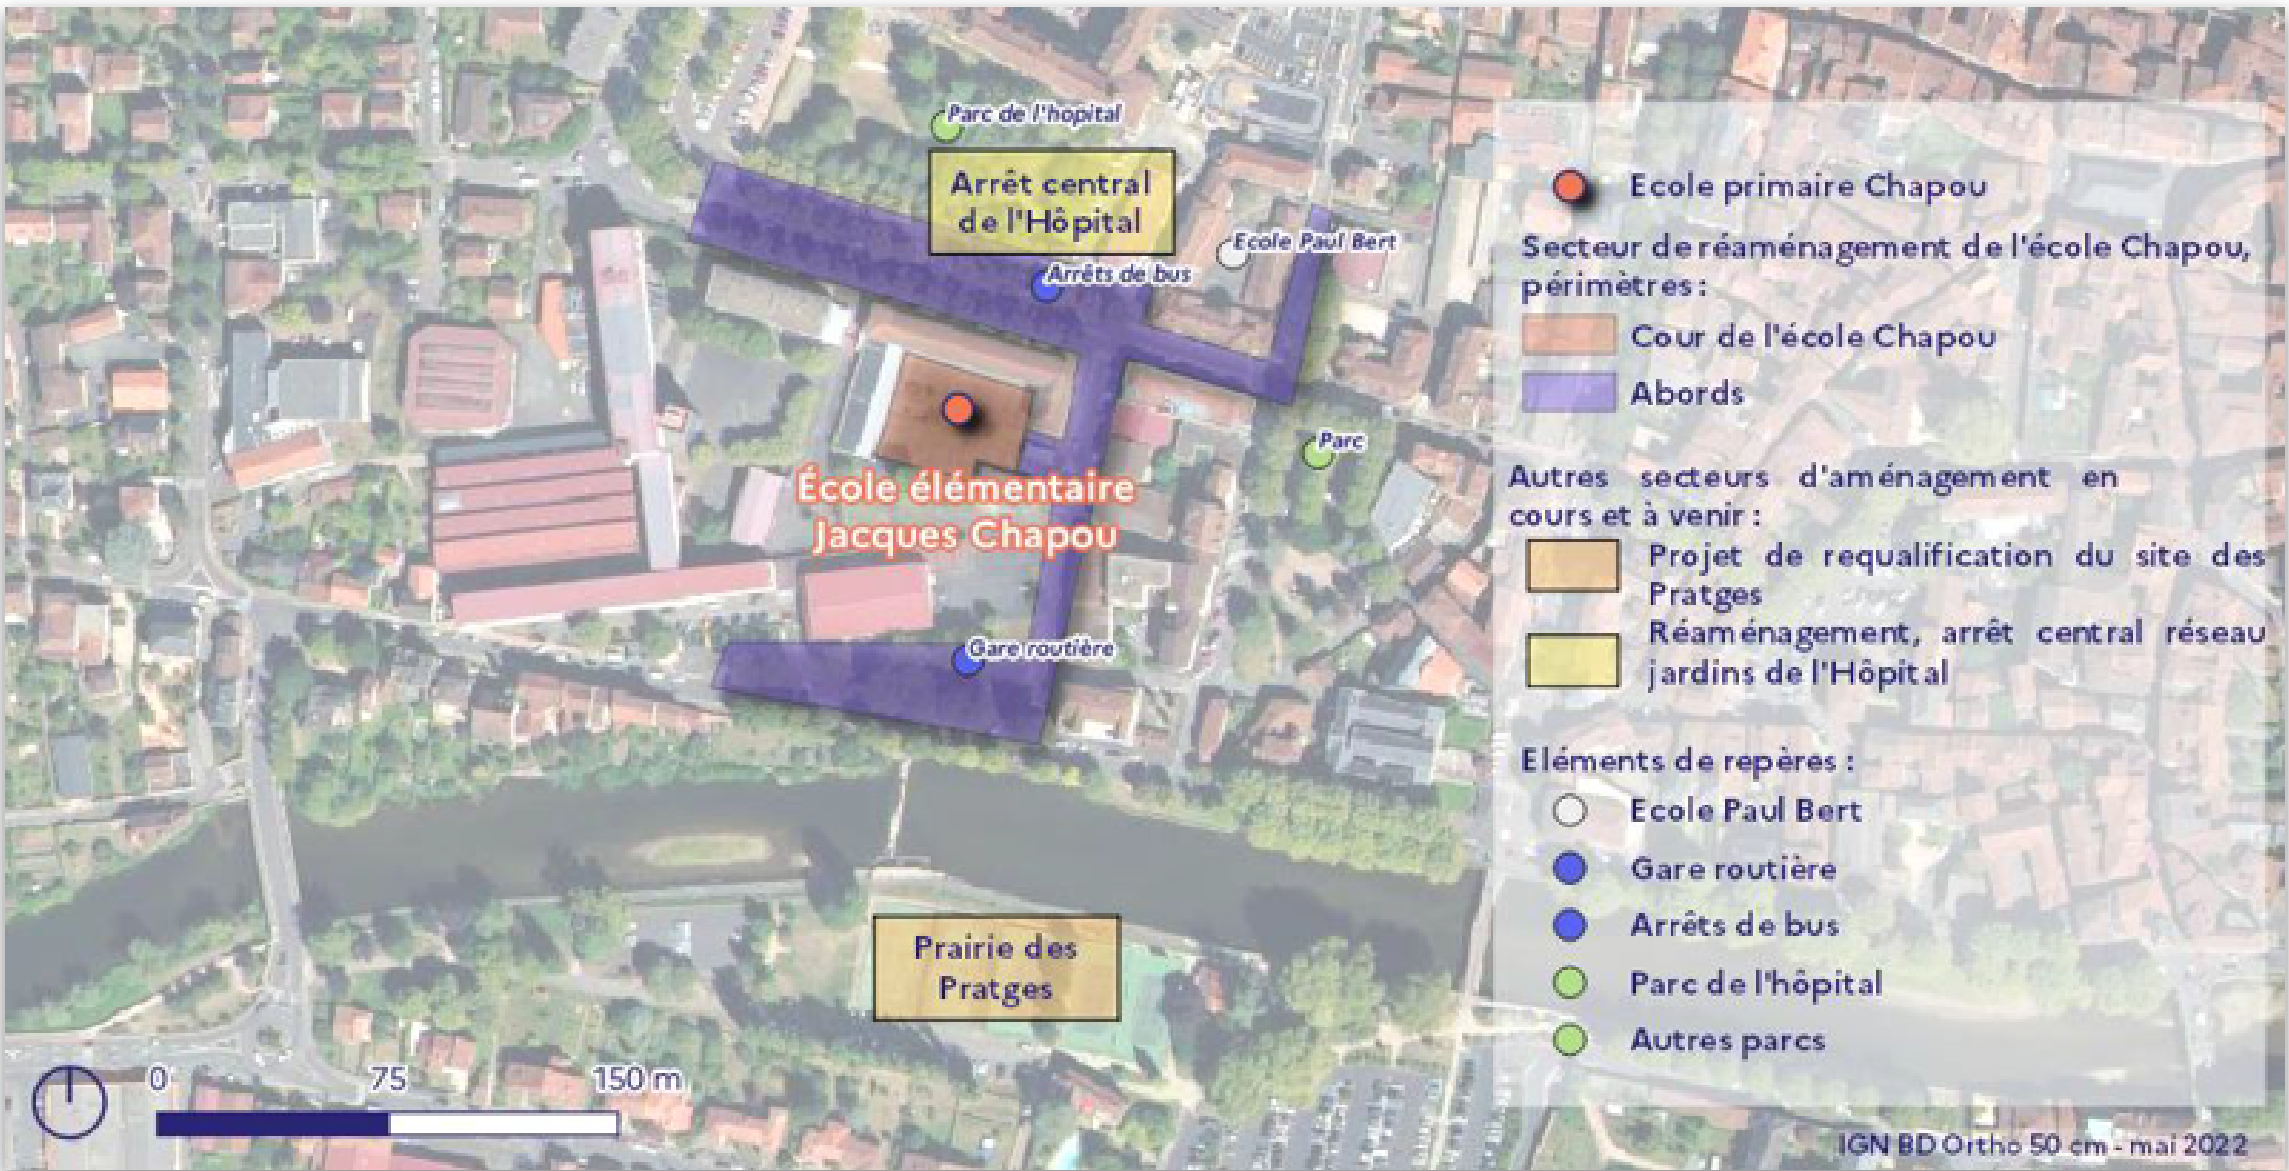 Parc de l'hopital
Arrêt central
de l'Hôpital
Ecole Paul Bert
Arrêts de bus
Parc
École élémentaire
Jacques Chapou
Gare routière
Prairie des
Pratges
0 75 150 m
Ecole primaire Chapou
Secteur de réaménagement de l'école Chapou,
périmètres :
Cour de l'école Chapou
Abords
Autres secteurs d'aménagement en
cours et à venir :
Projet de requalification du site des
Pratges
Réaménagement, arrêt central réseau
jardins de l'Hôpital
Eléments de repères :
Ecole Paul Bert
Gare routière
Arrêts de bus
Parc de l'hôpital
Autres parcs
IGN BD Ortho 50 cm - mai 2022